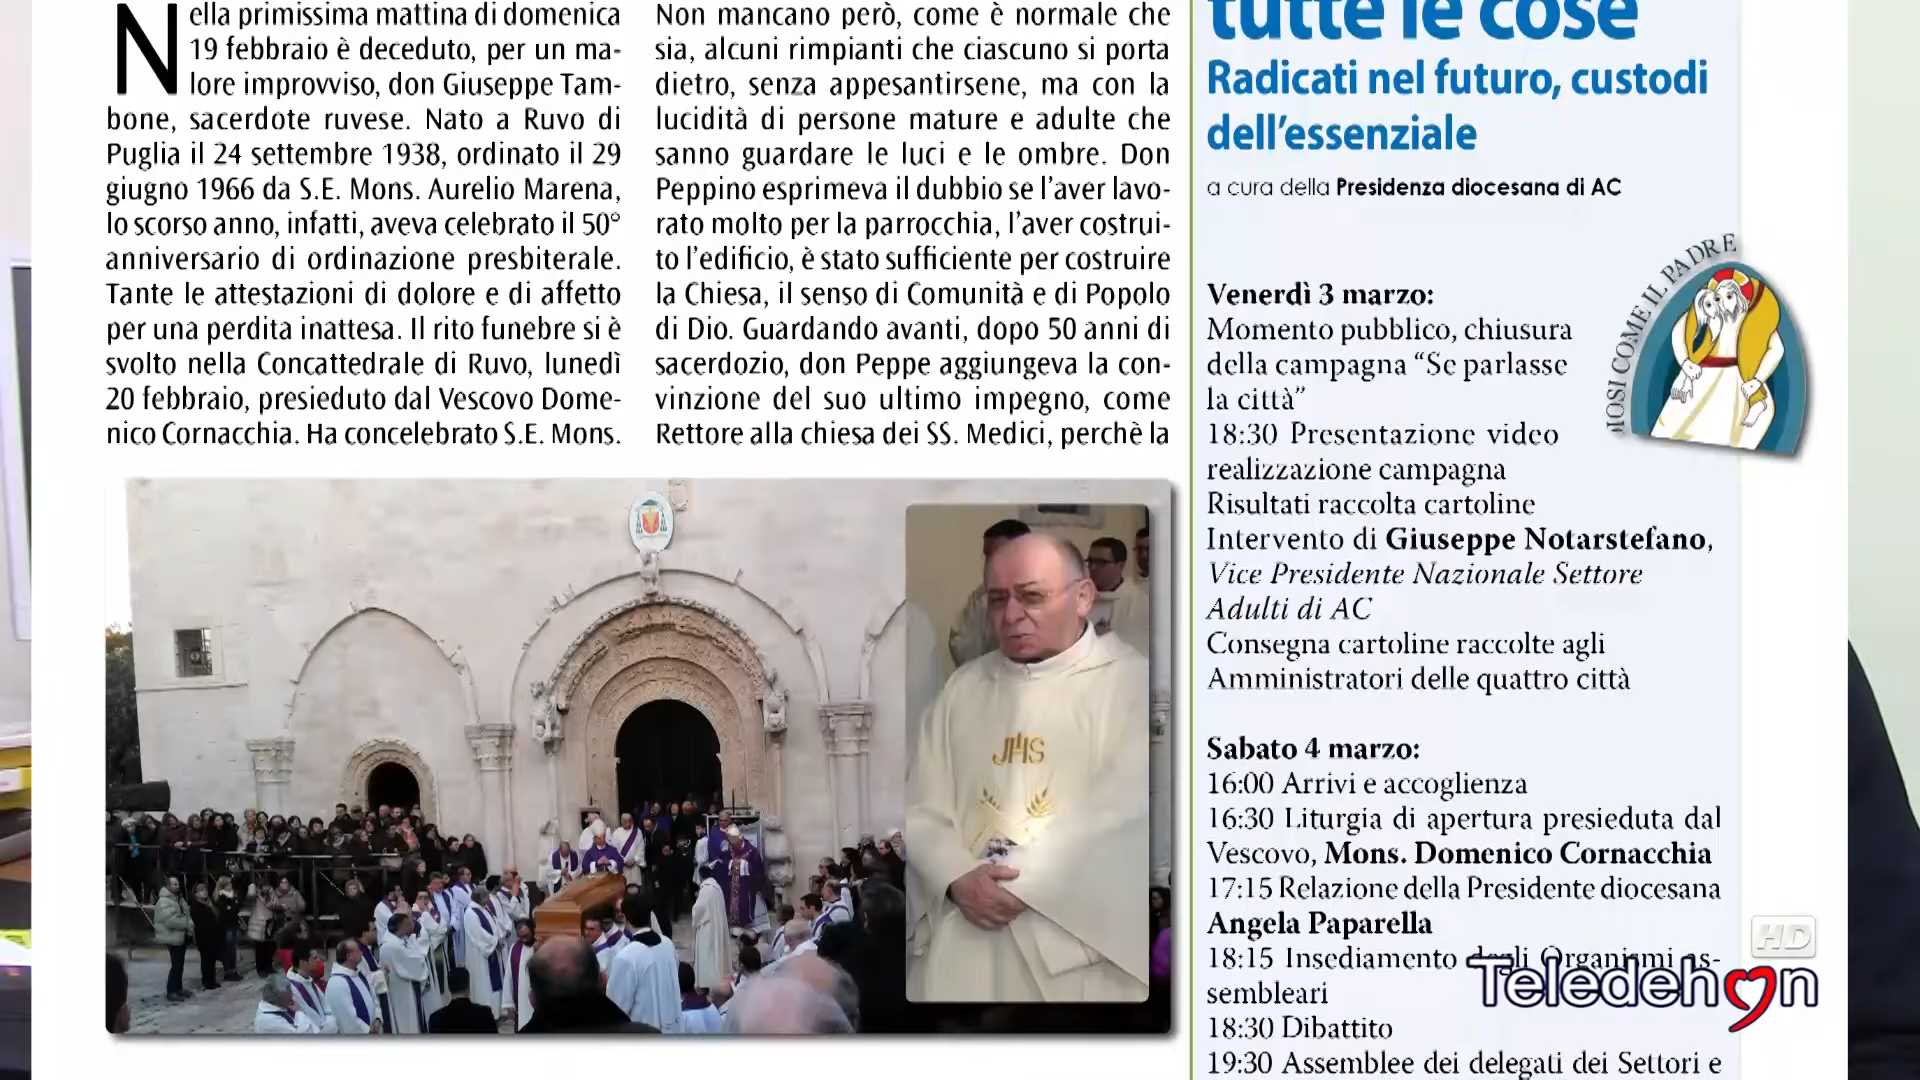 Nella primissima mattina di domenica
19 febbraio è deceduto, per un ma-
lore improvviso, don Giuseppe Tam-
bone, sacerdote ruvese. Nato a Ruvo di
Puglia il 24 settembre 1938, ordinato il 29
giugno 1966 da S.E. Mons. Aurelio Marena,
lo scorso anno, infatti, aveva celebrato il 50°
anniversario di ordinazione presbiterale.
Tante le attestazioni di dolore e di affetto
per una perdita inattesa. Il rito funebre si è
svolto nella Concattedrale di Ruvo, lunedì
20 febbraio, presieduto dal Vescovo Dome-
nico Cornacchia. Ha concelebrato S.E. Mons.
Non mancano però, come è normale che
sia, alcuni rimpianti che ciascuno si porta
dietro, senza appesantirsene, ma con la
lucidità di persone mature e adulte che
sanno guardare le luci e le ombre. Don
Peppino esprimeva il dubbio se l'aver lavo-
rato molto per la parrocchia, l'aver costrui-
to l'edificio, è stato sufficiente per costruire
la Chiesa, il senso di Comunità e di Popolo
di Dio. Guardando avanti, dopo 50 anni di
sacerdozio, don Peppe aggiungeva la con-
vinzione del suo ultimo impegno, come
Rettore alla chiesa dei SS. Medici, perchè la
JHS
tutte le cose
Radicati nel futuro, custodi
dell'essenziale
a cura della Presidenza diocesana di AC
IOSI COME IL PADRE
Venerdì 3 marzo:
Momento pubblico, chiusura
della campagna “Se parlasse
la città”
18:30 Presentazione video
realizzazione campagna
Risultati raccolta cartoline
Intervento di Giuseppe Notarstefano,
Vice Presidente Nazionale Settore
Adulti di AC
Consegna cartoline raccolte agli
Amministratori delle quattro città
Sabato 4 marzo:
16:00 Arrivi e accoglienza
16:30 Liturgia di apertura presieduta dal
Vescovo, Mons. Domenico Cornacchia
17:15 Relazione della Presidente diocesana
Angela Paparella
18:15 Insediamento degli Organismi as-
sembleari
18:30 Dibattito
19:30 Assemblee dei delegati dei Settori e
HD
Teledehon